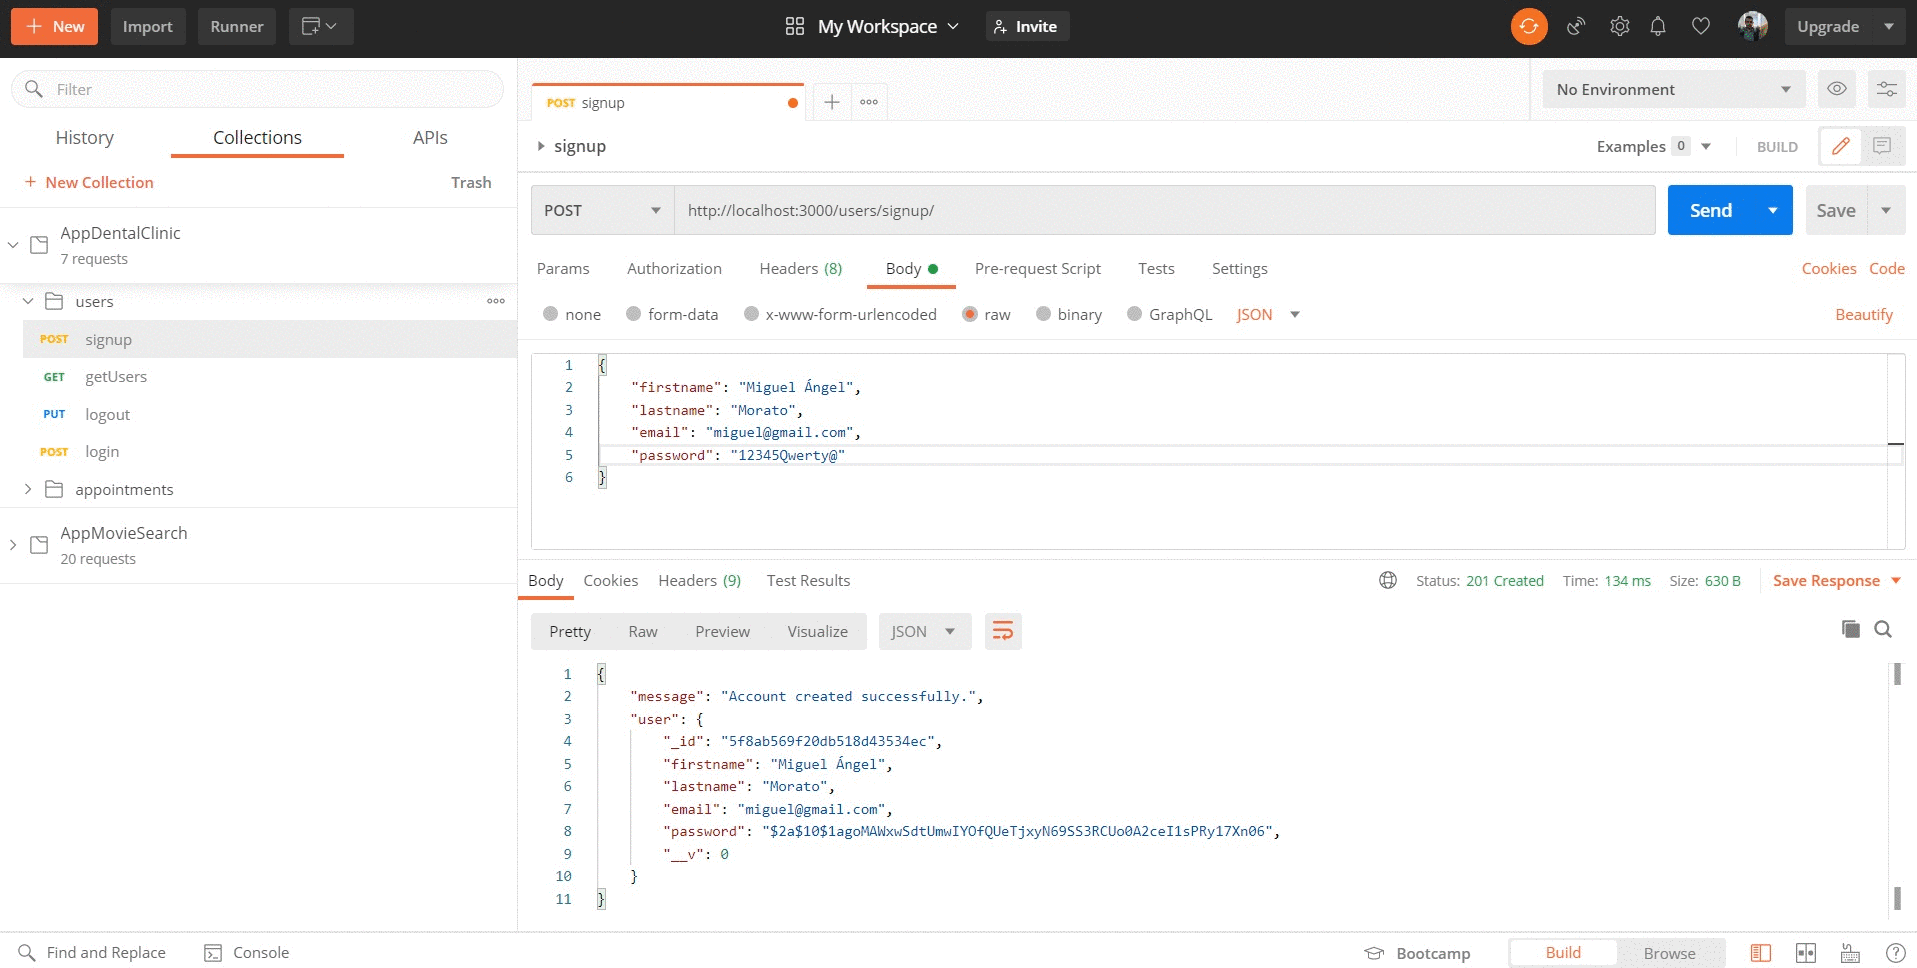 New Import Runner My Workspace Invite Upgrade
Filter
History Collections APIs
+ New Collection Trash
AppDentalClinic
7 requests
users
POST signup
GET getUsers
PUT logout
POST login
appointments
AppMovieSearch
20 requests
POST signup
No Environment
signup Examples 0 BUILD
POST http://localhost:3000/users/signup/ Send Save
Params Authorization Headers (8) Body Pre-request Script Tests Settings Cookies Code
none form-data x-www-form-urlencoded raw binary GraphQL JSON Beautify
1 {
2 "firstname": "Miguel Ángel",
3 "lastname": "Morato",
4 "email": "miguel@gmail.com",
5 "password": "12345Qwerty@"
6 }
Body Cookies Headers (9) Test Results Status: 201 Created Time: 134 ms Size: 630 B Save Response
Pretty Raw Preview Visualize JSON
1 {
2 "message": "Account created successfully.",
3 "user": {
4 "_id": "5f8ab569f20db518d43534ec",
5 "firstname": "Miguel Ángel",
6 "lastname": "Morato",
7 "email": "miguel@gmail.com",
8 "password": "$2a$10$1agoMAWxwSdtUmwIYOfQUeTjxyN69SS3RCUo0A2ceI1sPRy17Xn06",
9 "__v": 0
10 }
11 }
Find and Replace Console Bootcamp Build Browse